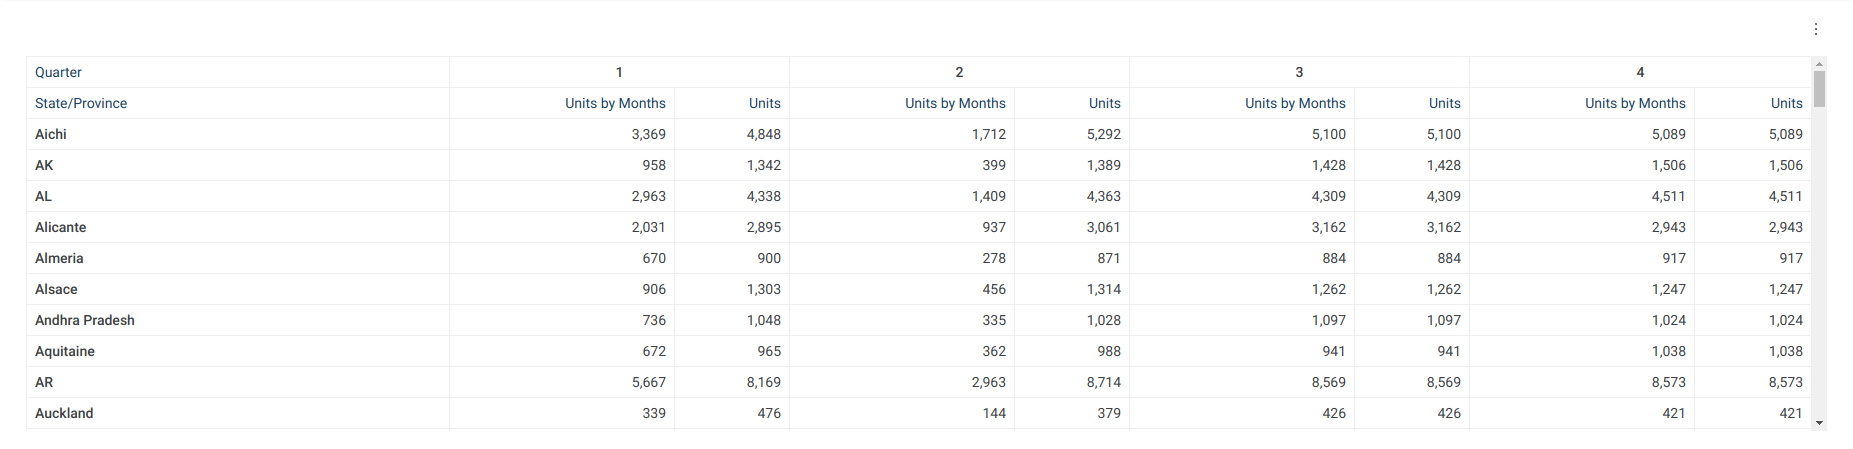 Quarter 1 2 3 4
State/Province Units by Months Units Units by Months Units Units by Months Units Units by Months Units
Aichi 3,369 4,848 1,712 5,292 5,100 5,100 5,089 5,089
AK 958 1,342 399 1,389 1,428 1,428 1,506 1,506
AL 2,963 4,338 1,409 4,363 4,309 4,309 4,511 4,511
Alicante 2,031 2,895 937 3,061 3,162 3,162 2,943 2,943
Almeria 670 900 278 871 884 884 917 917
Alsace 906 1,303 456 1,314 1,262 1,262 1,247 1,247
Andhra Pradesh 736 1,048 335 1,028 1,097 1,097 1,024 1,024
Aquitaine 672 965 362 988 941 941 1,038 1,038
AR 5,667 8,169 2,963 8,714 8,569 8,569 8,573 8,573
Auckland 339 476 144 379 426 426 421 421